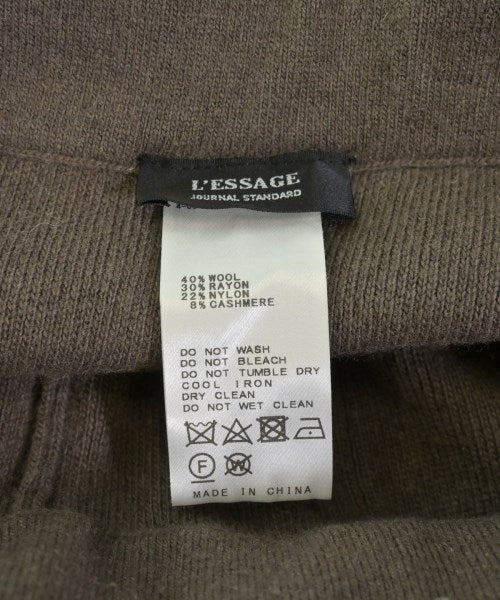 L'ESSAGE
JOURNAL STANDARD
40% WOOL
30% RAYON
22% NYLON
8% CASHMERE
DO NOT WASH
DO NOT BLEACH
DO NOT TUMBLE DRY
COOL IRON
DRY CLEAN
DO NOT WET CLEAN
F W
MADE IN CHINA